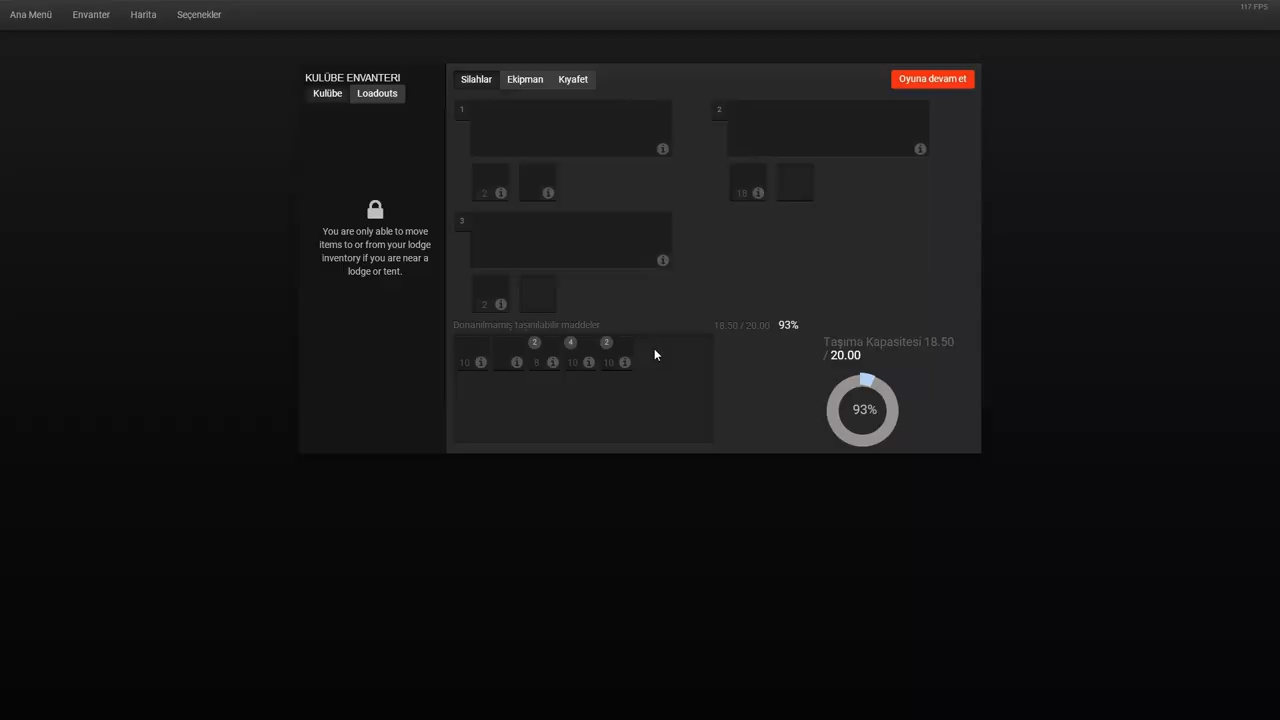 Ana Menü Envanter Harita Seçenekler
117 FPS
KULÜBE ENVANTERİ
Kulübe Loadouts
You are only able to move
items to or from your lodge
inventory if you are near a
lodge or tent.
Silahlar Ekipman Kıyafet
Oyuna devam et
1
2
2
18
3
2
Donanılmamış taşınılabilir maddeler
18.50 / 20.00 93%
2 4 2
10 8 10 10
Taşıma Kapasitesi 18.50
/ 20.00
93%